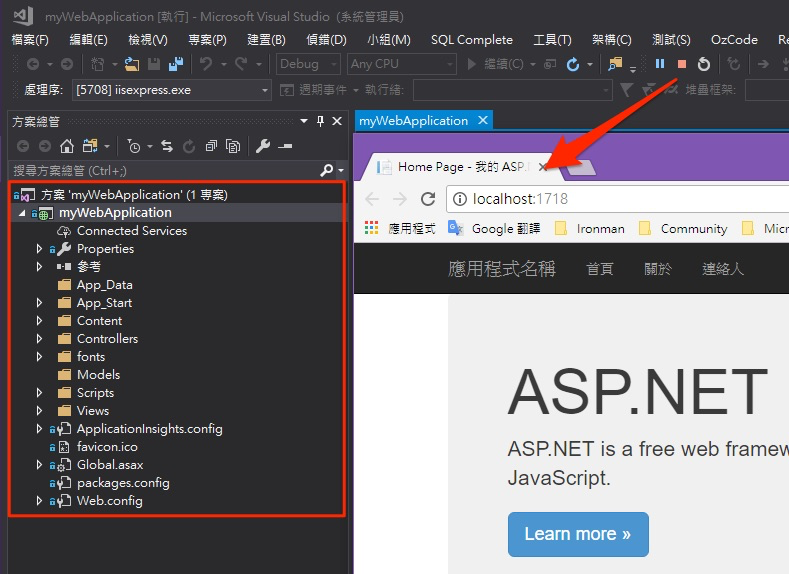 myWebApplication [執行] - Microsoft Visual Studio (系統管理員)
檔案(F) 編輯(E) 檢視(V) 專案(P) 建置(B) 偵錯(D) 小組(M) SQL Complete 工具(T) 架構(C) 測試(S) OzCode Re
Debug Any CPU 繼續(C)
處理序: [5708] iisexpress.exe 週期事件 執行緒: 堆疊框架:
方案總管
搜尋方案總管 (Ctrl+;)
方案 'myWebApplication' (1 專案)
myWebApplication
Connected Services
Properties
參考
App_Data
App_Start
Content
Controllers
fonts
Models
Scripts
Views
ApplicationInsights.config
favicon.ico
Global.asax
packages.config
Web.config
myWebApplication
Home Page - 我的 ASP.
localhost:1718
應用程式 Google 翻譯 Ironman Community Micr
應用程式名稱 首頁 關於 連絡人
ASP.NET
ASP.NET is a free web framew
JavaScript.
Learn more »